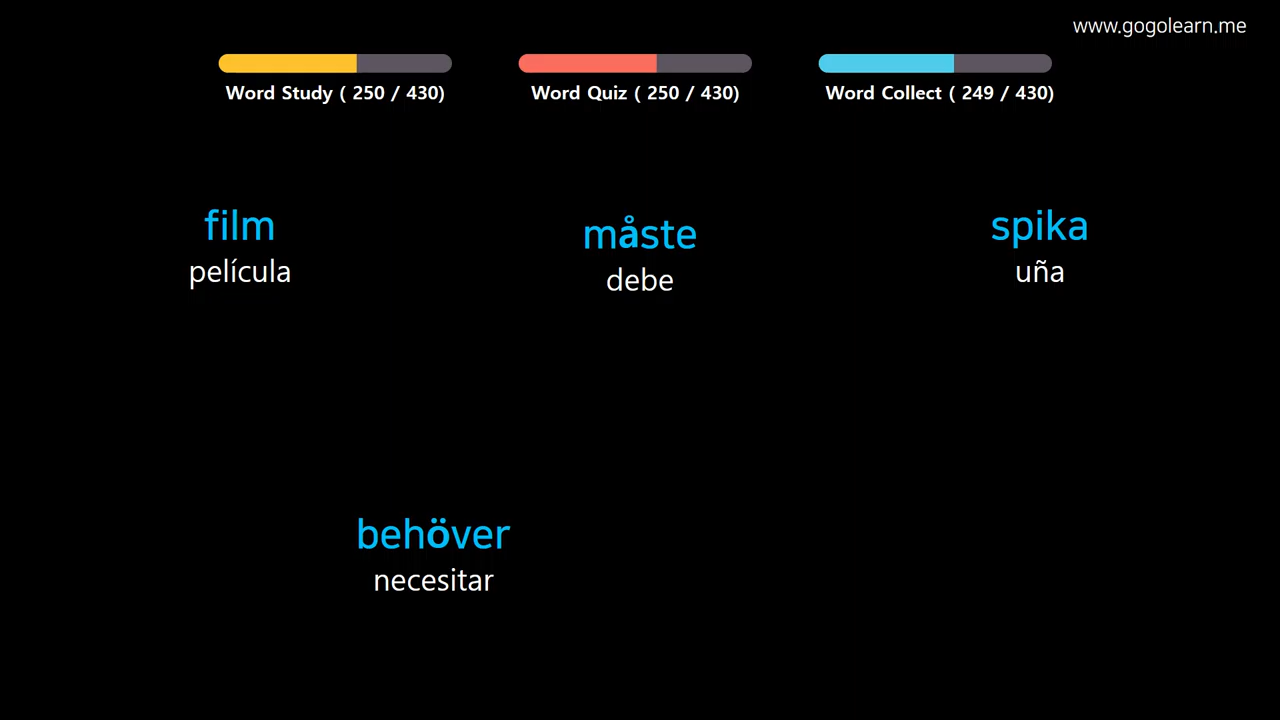 www.gogolearn.me
Word Study ( 250 / 430)
Word Quiz ( 250 / 430)
Word Collect ( 249 / 430)
film
película
måste
debe
spika
uña
behöver
necesitar